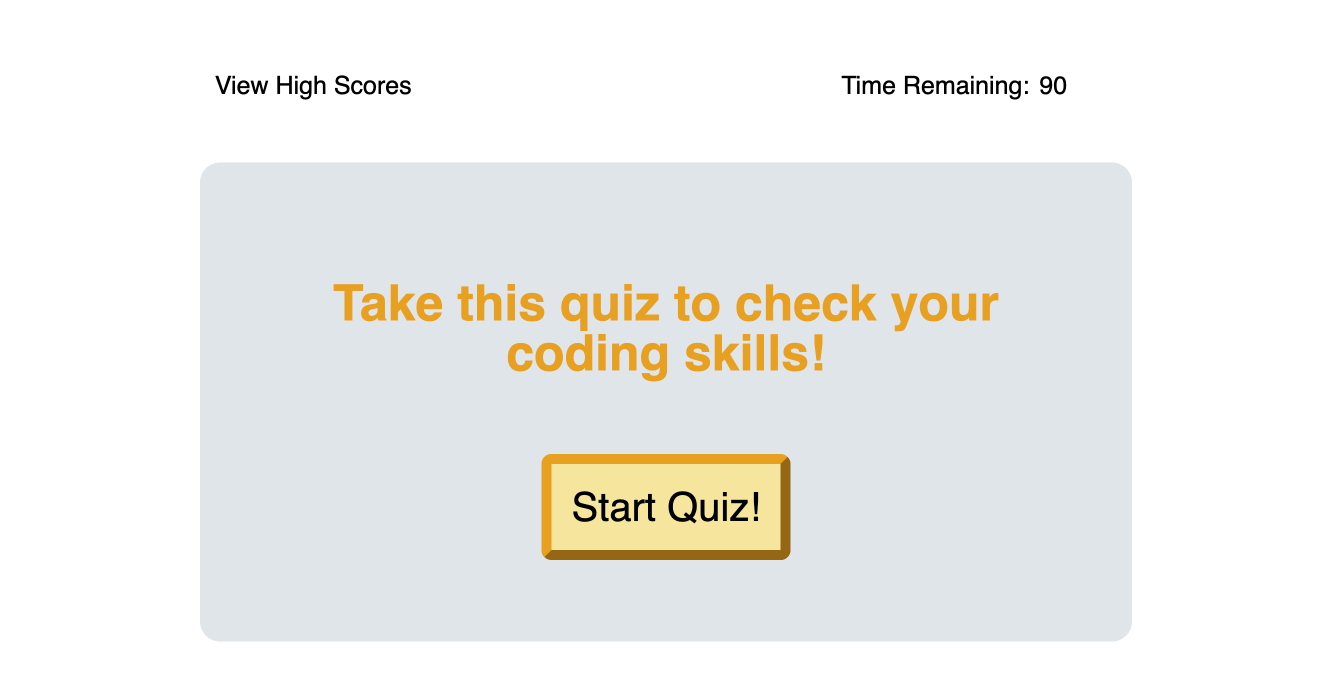 View High Scores
Time Remaining: 90
Take this quiz to check your
coding skills!
Start Quiz!